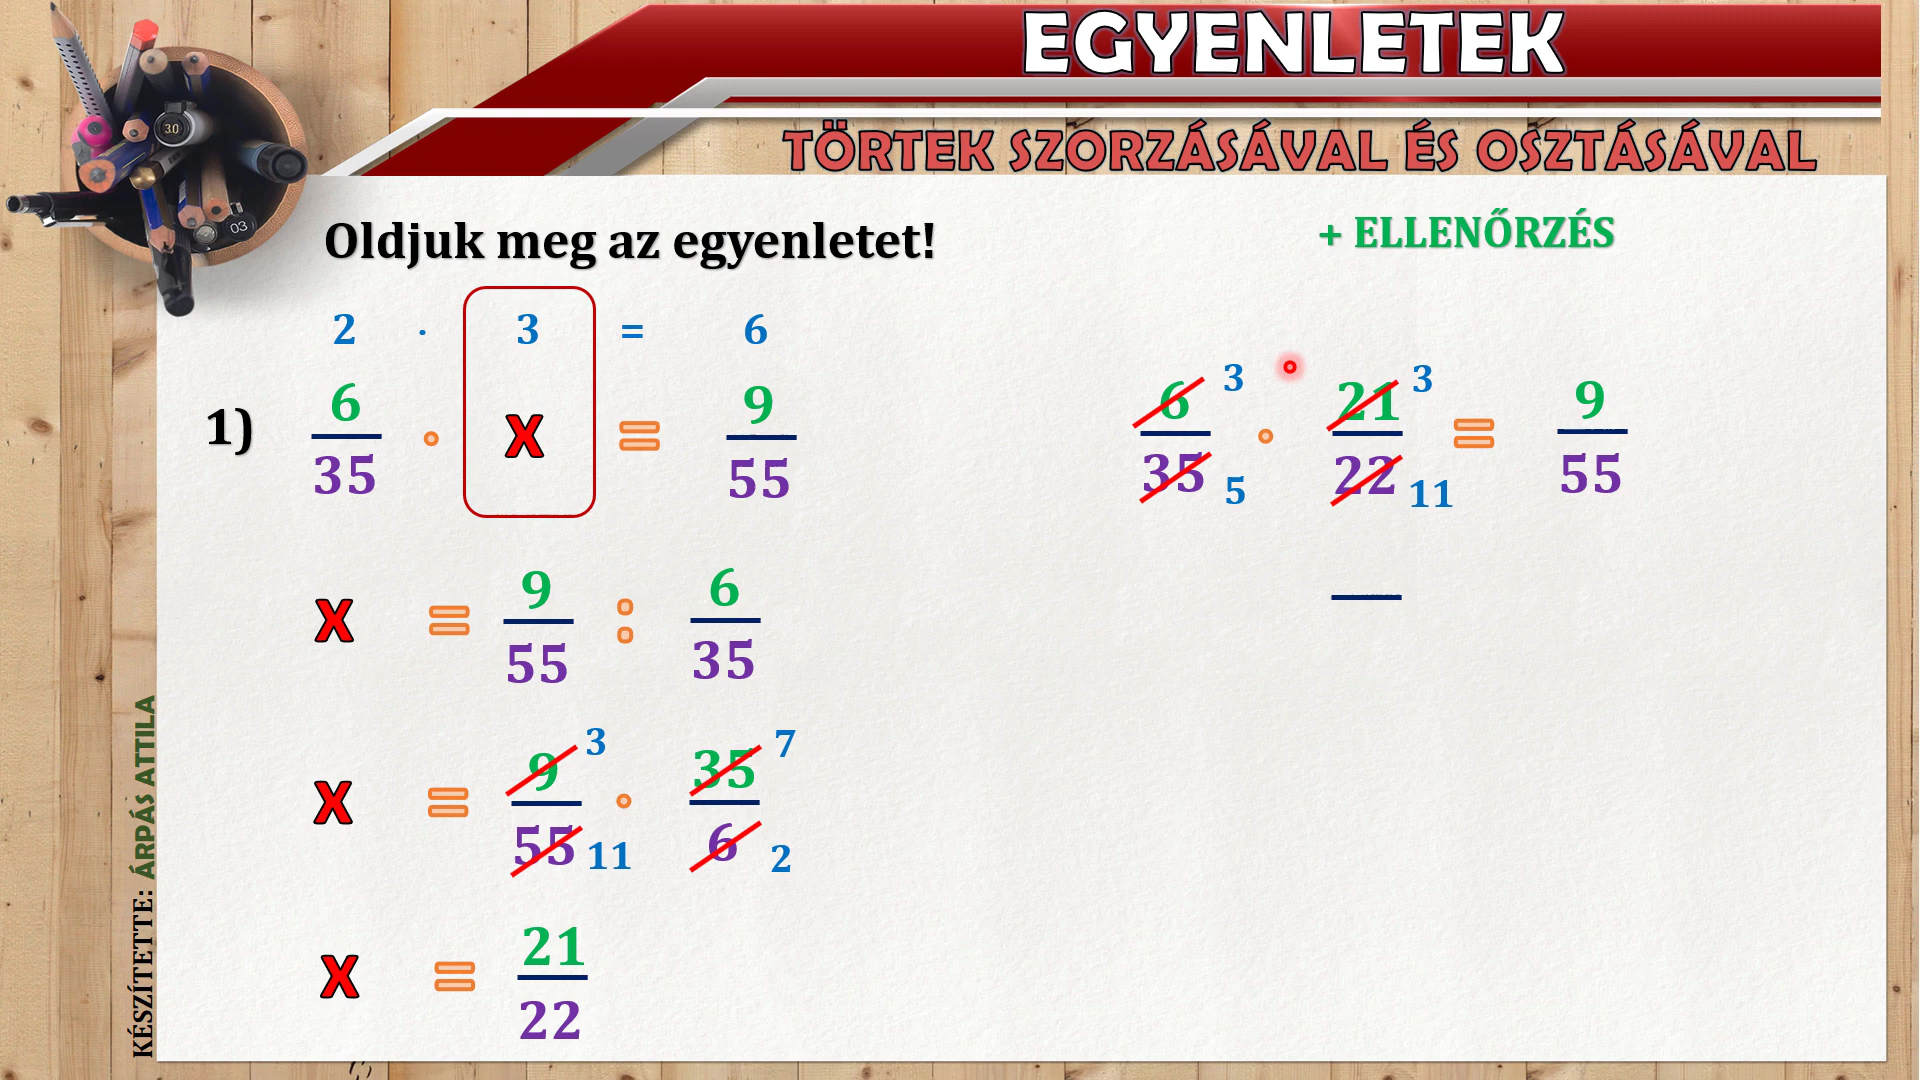 EGYENLETEK
TÖRTEK SZORZÁSÁVAL ÉS OSZTÁSÁVAL
Oldjuk meg az egyenletet!
+ ELLENŐRZÉS
2 · 3 = 6
1) 6/35 · X = 9/55
6/35 3 5 · 21/22 3 11 = 9/55
X = 9/55 : 6/35
X = 9/55 3 11 · 35/6 7 2
X = 21/22
KÉSZÍTETTE: ÁRPÁS ATTILA
3.0
03